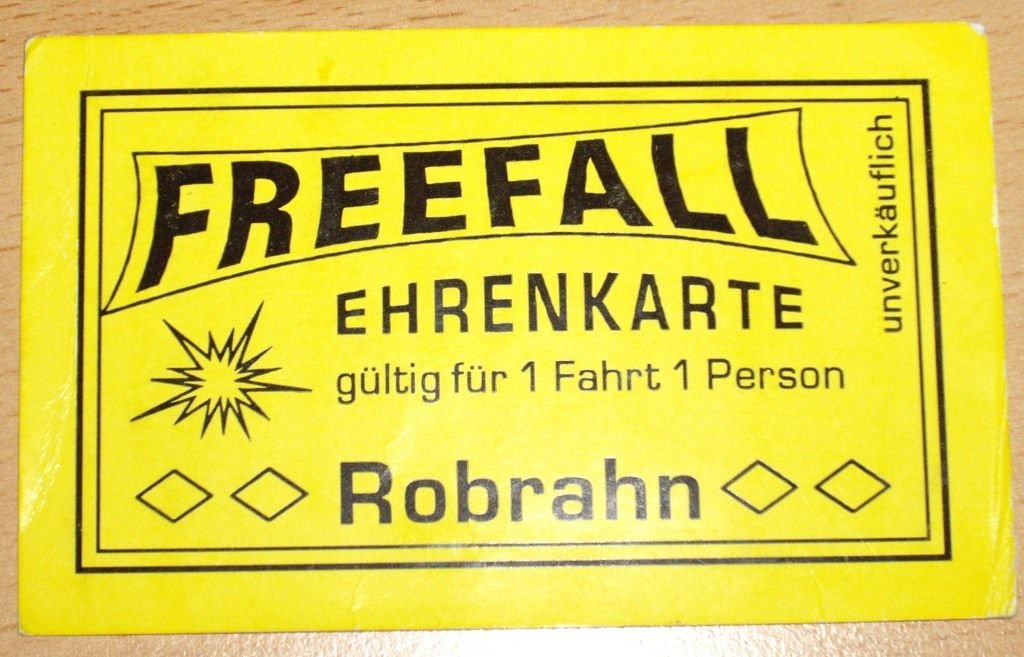 FREEFALL
EHRENKARTE
gültig für 1 Fahrt 1 Person
Robrahn
unverkäuflich